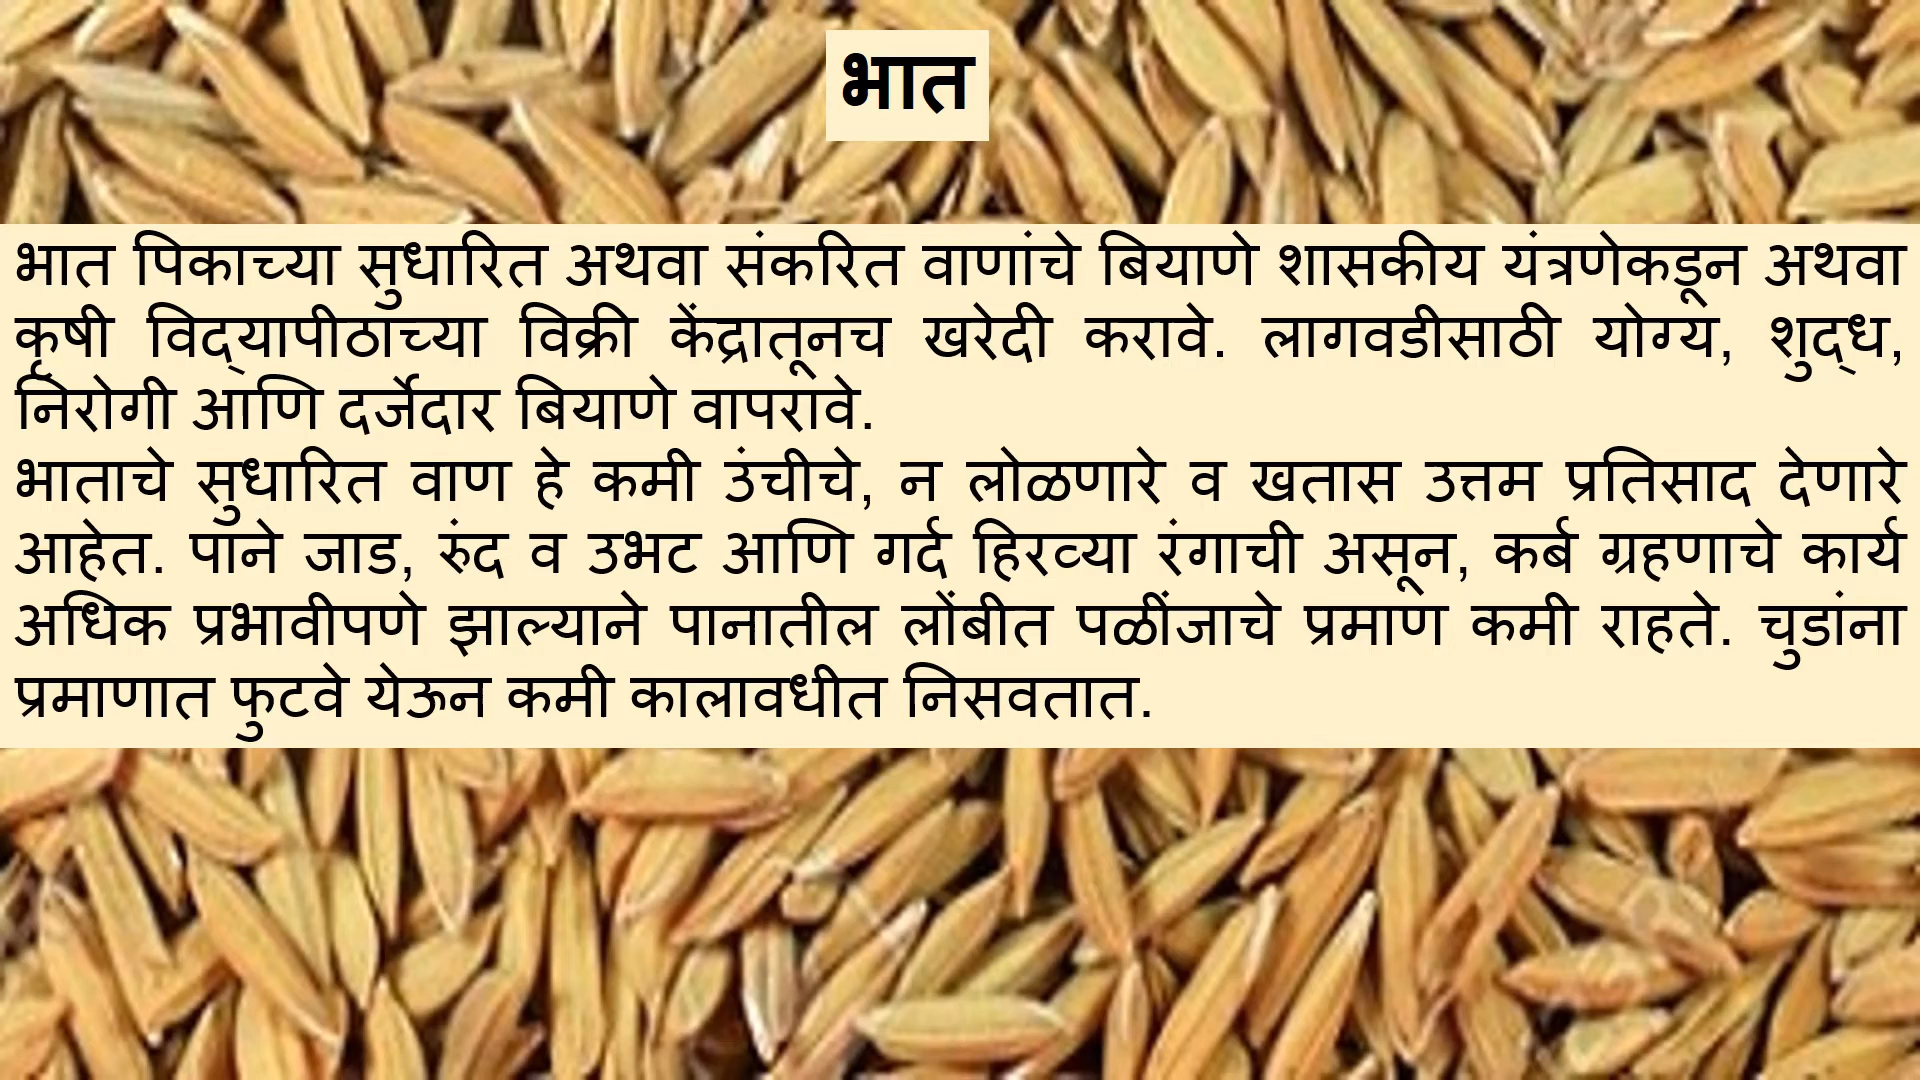 भात
भात पिकाच्या सुधारित अथवा संकरित वाणांचे बियाणे शासकीय यंत्रणेकडून अथवा
कृषी विद्‌यापीठाच्या विक्री केंद्रातूनच खरेदी करावे. लागवडीसाठी योग्य, शुद्‌ध,
निरोगी आणि दर्जेदार बियाणे वापरावे.
भाताचे सुधारित वाण हे कमी उंचीचे, न लोळणारे व खतास उत्तम प्रतिसाद देणारे
आहेत. पाने जाड, रुंद व उभट आणि गर्द हिरव्या रंगाची असून, कर्ब ग्रहणाचे कार्य
अधिक प्रभावीपणे झाल्याने पानातील लोंबीत पळींजाचे प्रमाण कमी राहते. चुडांना
प्रमाणात फुटवे येऊन कमी कालावधीत निसवतात.